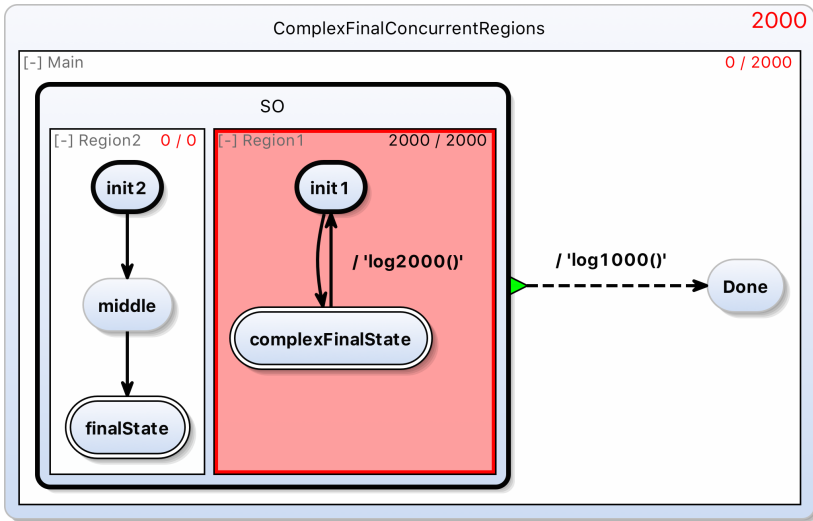 ComplexFinalConcurrentRegions
2000
[-] Main
0 / 2000
SO
[-] Region2
0 / 0
[-] Region1
2000 / 2000
init2
init1
/ 'log2000()'
/ 'log1000()'
middle
Done
complexFinalState
finalState